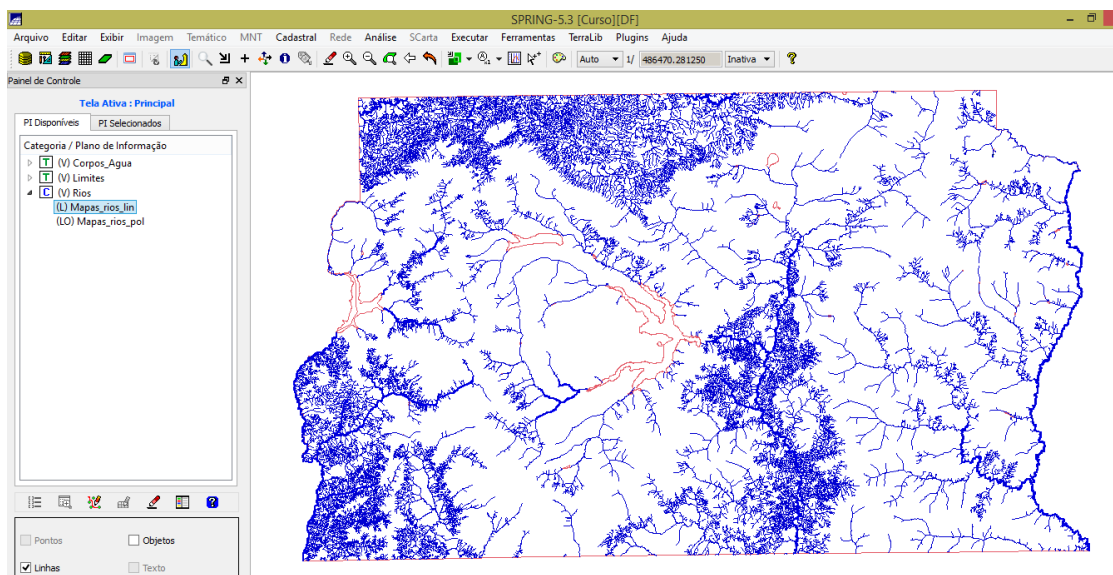 SPRING-5.3 [Curso][DF]
Arquivo Editar Exibir Imagem Temático MNT Cadastral Rede Análise SCarta Executar Ferramentas TerraLib Plugins Ajuda
Auto 1/ 486470.281250 Inativa
Painel de Controle
Tela Ativa : Principal
PI Disponíveis PI Selecionados
Categoria / Plano de Informação
T (V) Corpos_Agua
T (V) Limites
C (V) Rios
(L) Mapas_rios_lin
(LO) Mapas_rios_pol
Pontos Objetos
Linhas Texto